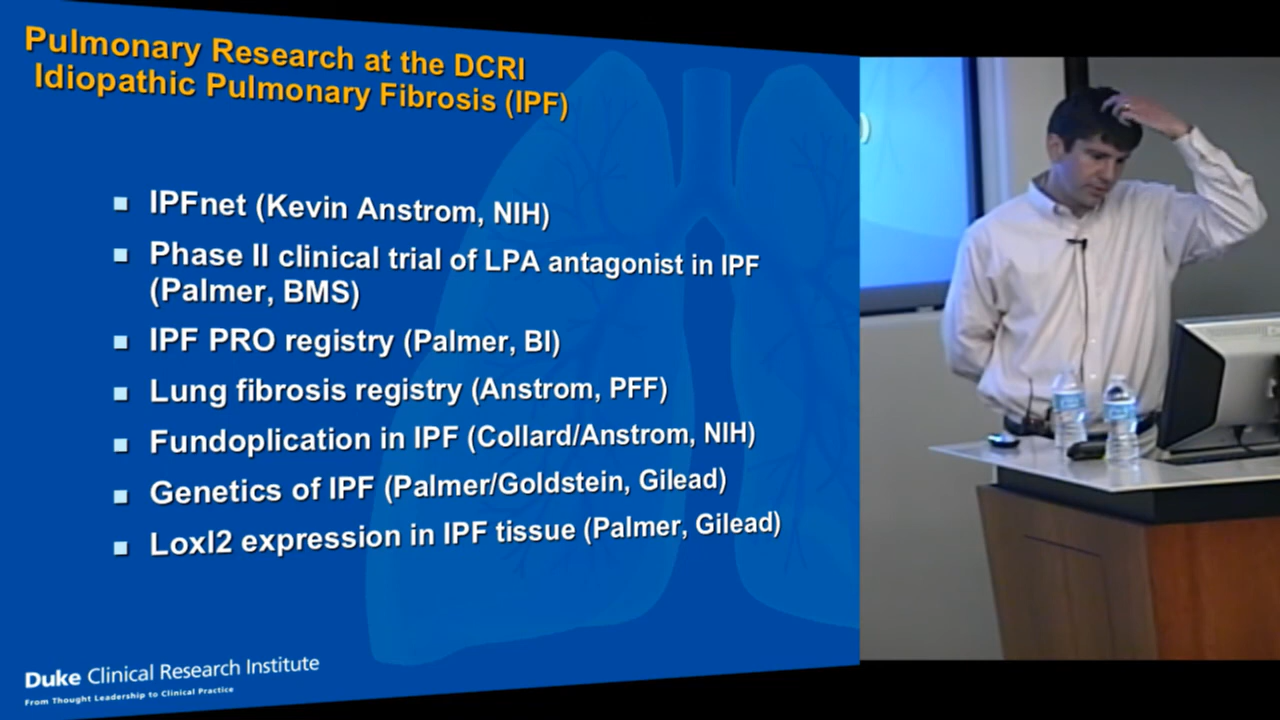 Pulmonary Research at the DCRI
Idiopathic Pulmonary Fibrosis (IPF)
IPFnet (Kevin Anstrom, NIH)
Phase II clinical trial of LPA antagonist in IPF
(Palmer, BMS)
IPF PRO registry (Palmer, BI)
Lung fibrosis registry (Anstrom, PFF)
Fundoplication in IPF (Collard/Anstrom, NIH)
Genetics of IPF (Palmer/Goldstein, Gilead)
Loxl2 expression in IPF tissue (Palmer, Gilead)
Duke Clinical Research Institute
From Thought Leadership to Clinical Practice